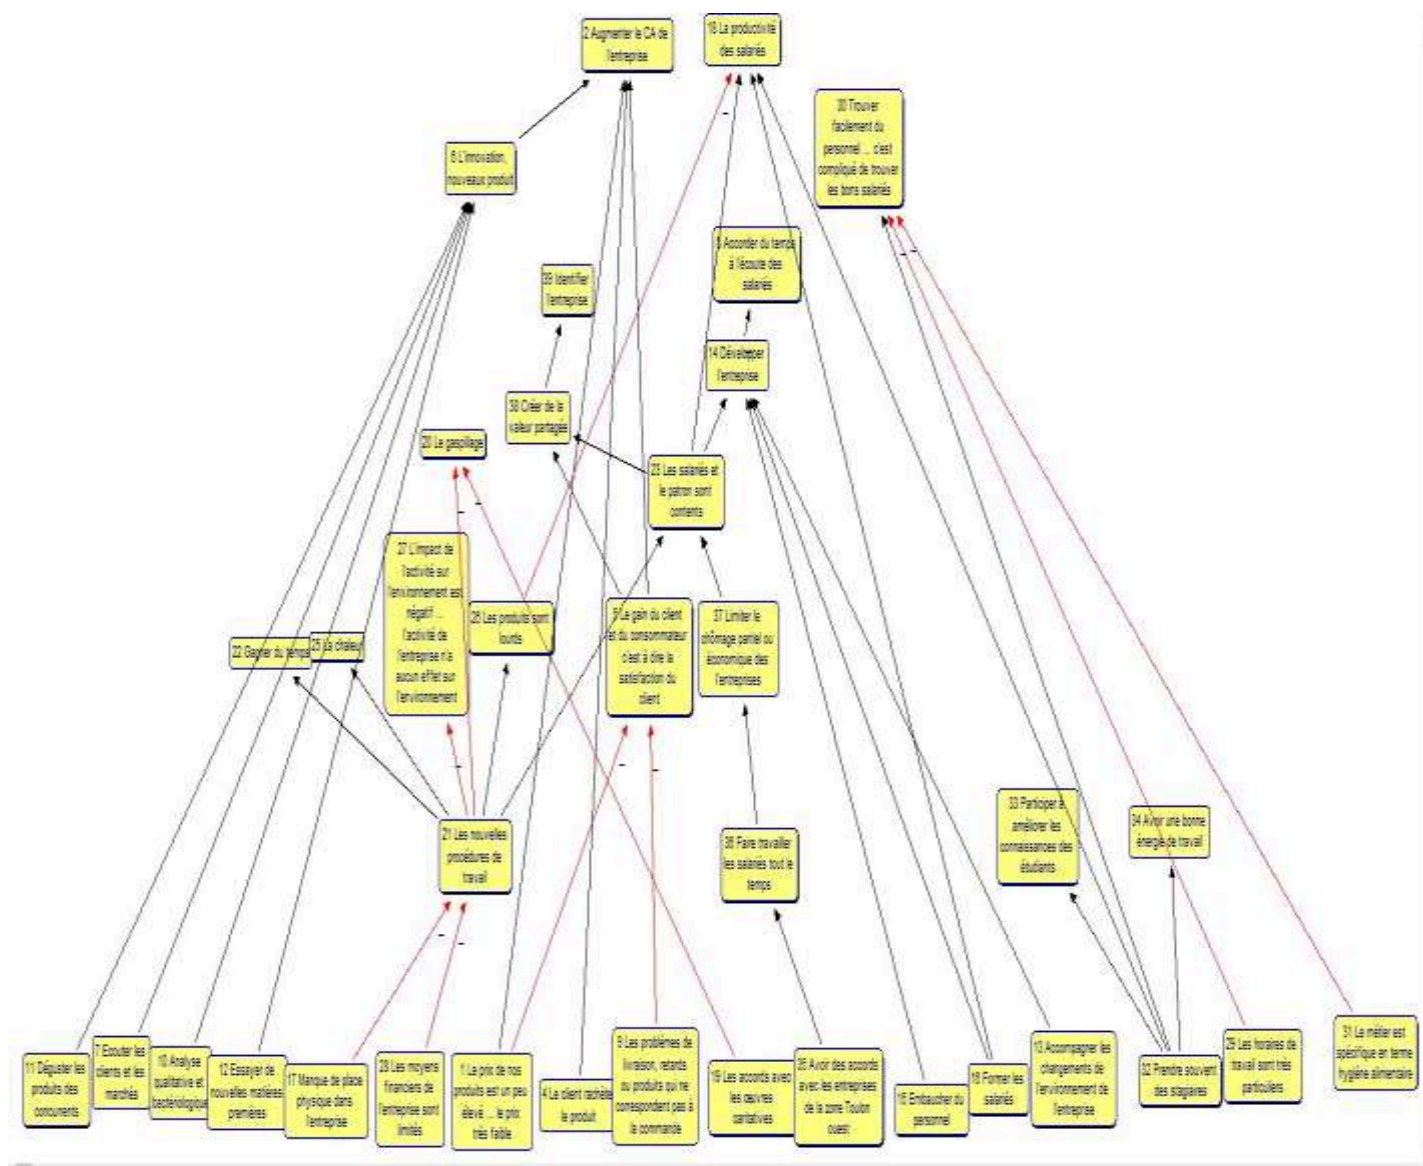 2 Augmenter le CA de
l'entreprise
18 La productivité
des salariés
30 Trouver
facilement du
personnel ... c'est
compliqué de trouver
les bons salariés
6 L'innovation,
nouveaux produit
3 Accorder du temps
à l'écoute des
salariés
39 Identifier
l'entreprise
14 Développer
l'entreprise
38 Créer de la
valeur partagée
20 Le gaspillage
23 Les salariés et
le patron sont
contents
27 L'impact de
l'activité sur
l'environnement est
négatif ...
l'activité de
l'entreprise n'a
aucun effet sur
l'environnement
26 Les produits sont
lourds
5 Le gain du client
et du consommateur
c'est à dire la
satisfaction du
client
37 Limiter le
chômage partiel ou
économique des
l'entreprises
22 Gagner du temps
25 La chaleur
21 Les nouvelles
procédures de
travail
36 Faire travailler
les salariés tout le
temps
33 Participer à
améliorer les
connaissances des
étudiants
34 Avoir une bonne
énergie de travail
11 Déguster les
produits des
concurrents
7 Ecouter les
clients et les
marchés
10 Analyse
qualitative et
bactériologique
12 Essayer de
nouvelles matières
premières
17 Manque de place
physique dans
l'entreprise
28 Les moyens
financiers de
l'entreprise sont
limités
1 Le prix de nos
produits est un peu
élevé ... le prix
très faible
4 Le client rachète
le produit
9 Les problèmes de
livraison, retards
ou produits qui ne
correspondent pas à
la commande
19 Les accords avec
les œuvres
caritatives
35 Avoir des accords
avec les entreprises
de la zone Toulon
ouest
15 Embaucher du
personnel
16 Former les
salariés
13 Accompagner les
changements de
l'environnement de
l'entreprise
32 Prendre souvent
des stagiaires
29 Les horaires de
travail sont très
particuliers
31 Le métier est
spécifique en terme
hygiène alimentaire